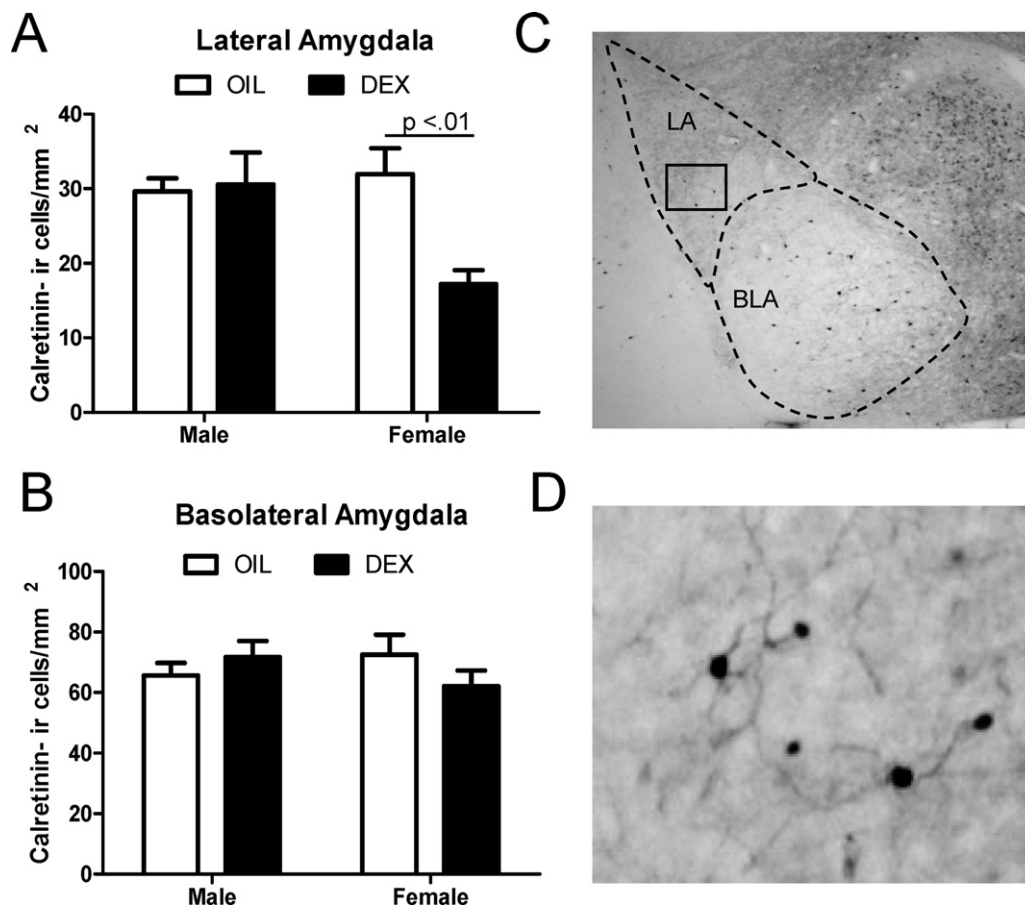 A
Lateral Amygdala
OIL DEX
p <.01
Calretinin- ir cells/mm 2
40
30
20
10
0
Male Female
B
Basolateral Amygdala
OIL DEX
Calretinin- ir cells/mm 2
100
80
60
40
20
0
Male Female
C
LA
BLA
D